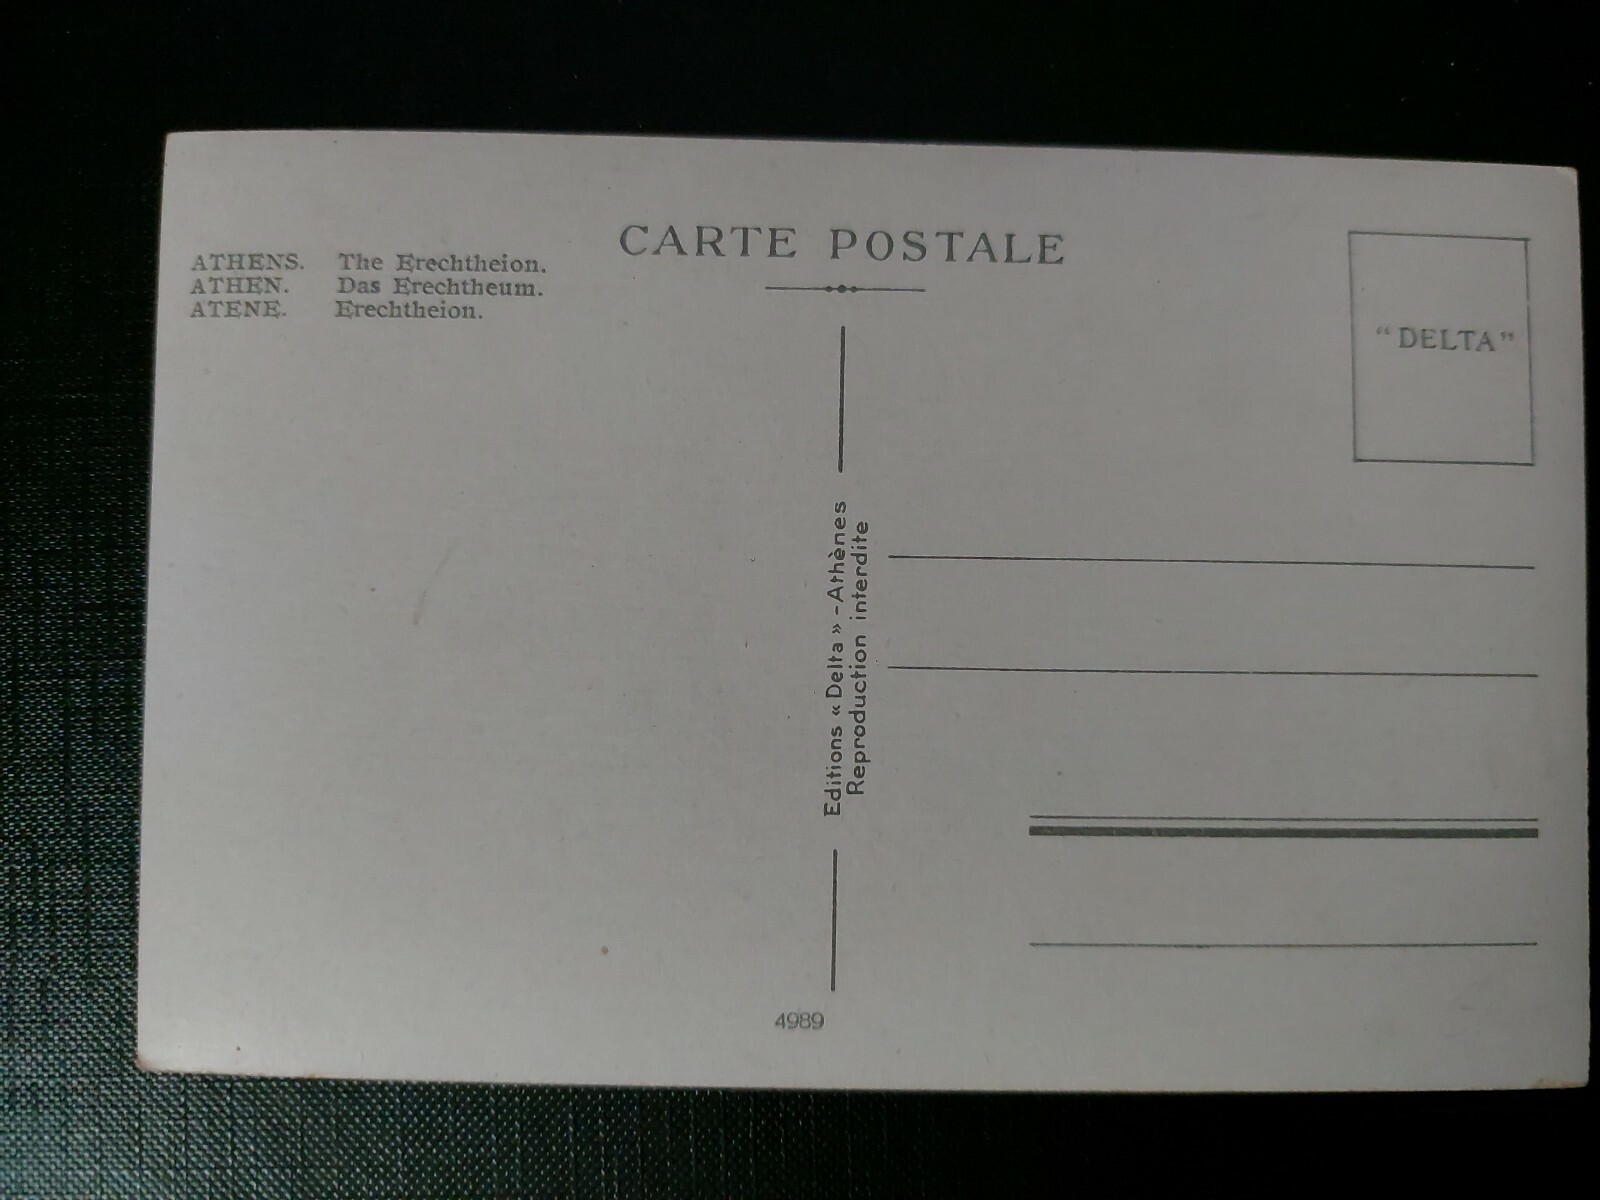 CARTE POSTALE
ATHENS. The Erechtheion.
ATHEN. Das Erechtheum.
ATENE. Erechtheion.
“DELTA”
Editions « Delta » - Athènes
Reproduction interdite
4989